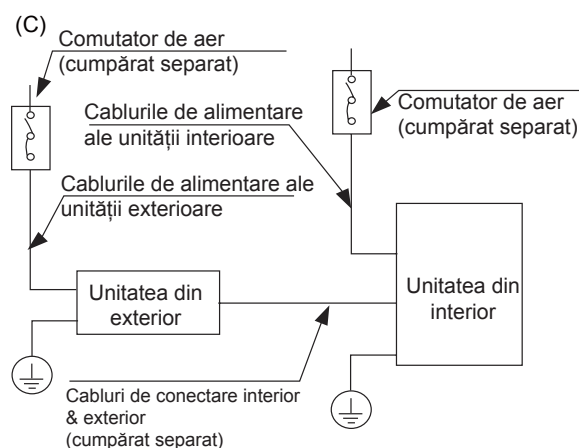 (C)
Comutator de aer
(cumpărat separat)
Cablurile de alimentare
ale unității interioare
Comutator de aer
(cumpărat separat)
Cablurile de alimentare ale
unității exterioare
Unitatea din
exterior
Unitatea din
interior
Cabluri de conectare interior
& exterior
(cumpărat separat)